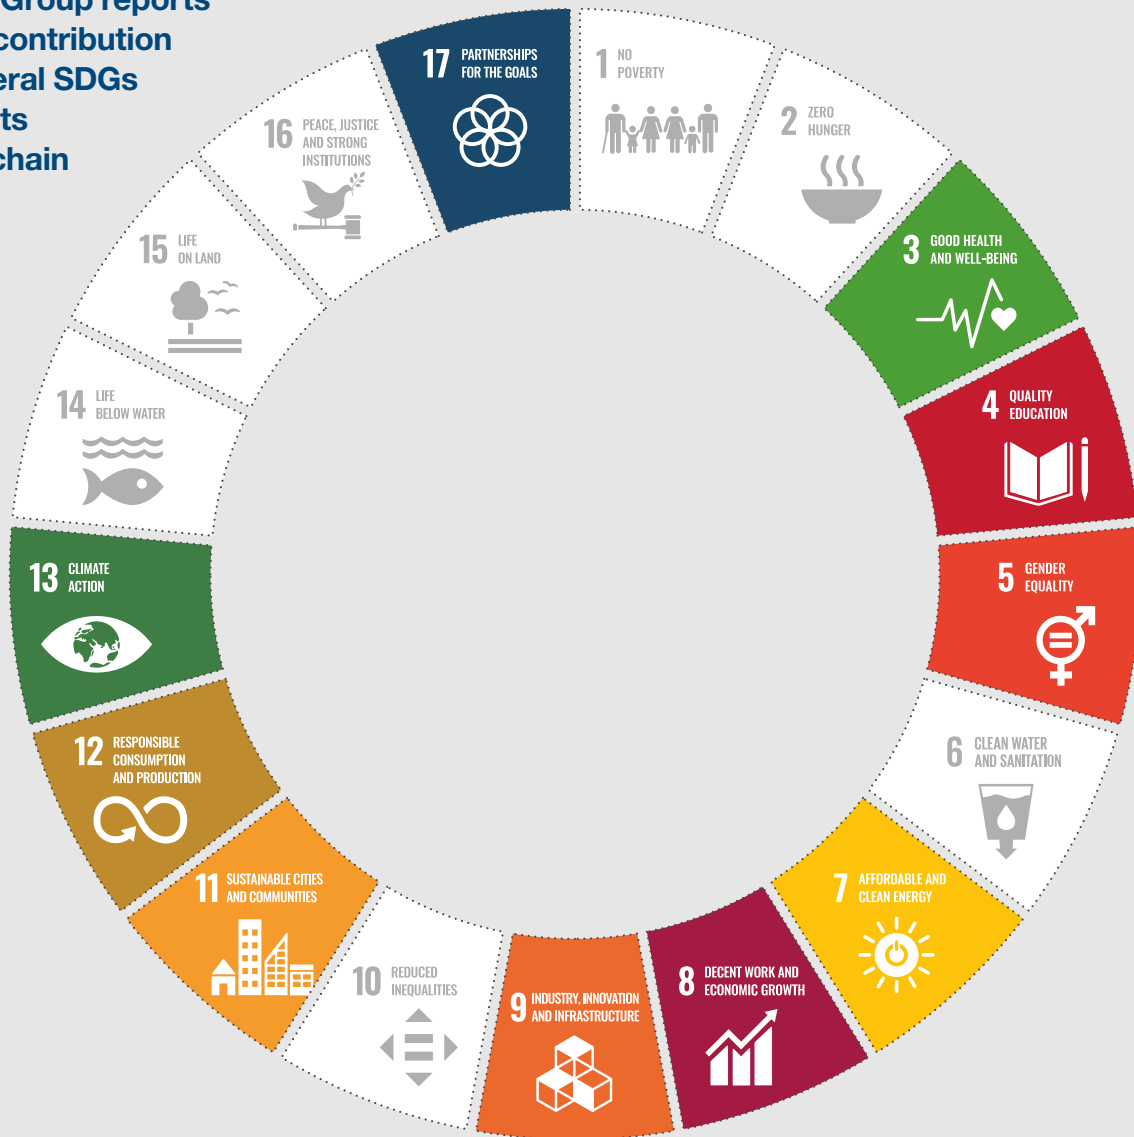 Group reports
contribution
eral SDGs
ts
chain
17 PARTNERSHIPS
FOR THE GOALS
1 NO
POVERTY
2 ZERO
HUNGER
3 GOOD HEALTH
AND WELL-BEING
4 QUALITY
EDUCATION
5 GENDER
EQUALITY
6 CLEAN WATER
AND SANITATION
7 AFFORDABLE AND
CLEAN ENERGY
8 DECENT WORK AND
ECONOMIC GROWTH
9 INDUSTRY, INNOVATION
AND INFRASTRUCTURE
10 REDUCED
INEQUALITIES
11 SUSTAINABLE CITIES
AND COMMUNITIES
12 RESPONSIBLE
CONSUMPTION
AND PRODUCTION
13 CLIMATE
ACTION
14 LIFE
BELOW WATER
15 LIFE
ON LAND
16 PEACE, JUSTICE
AND STRONG
INSTITUTIONS